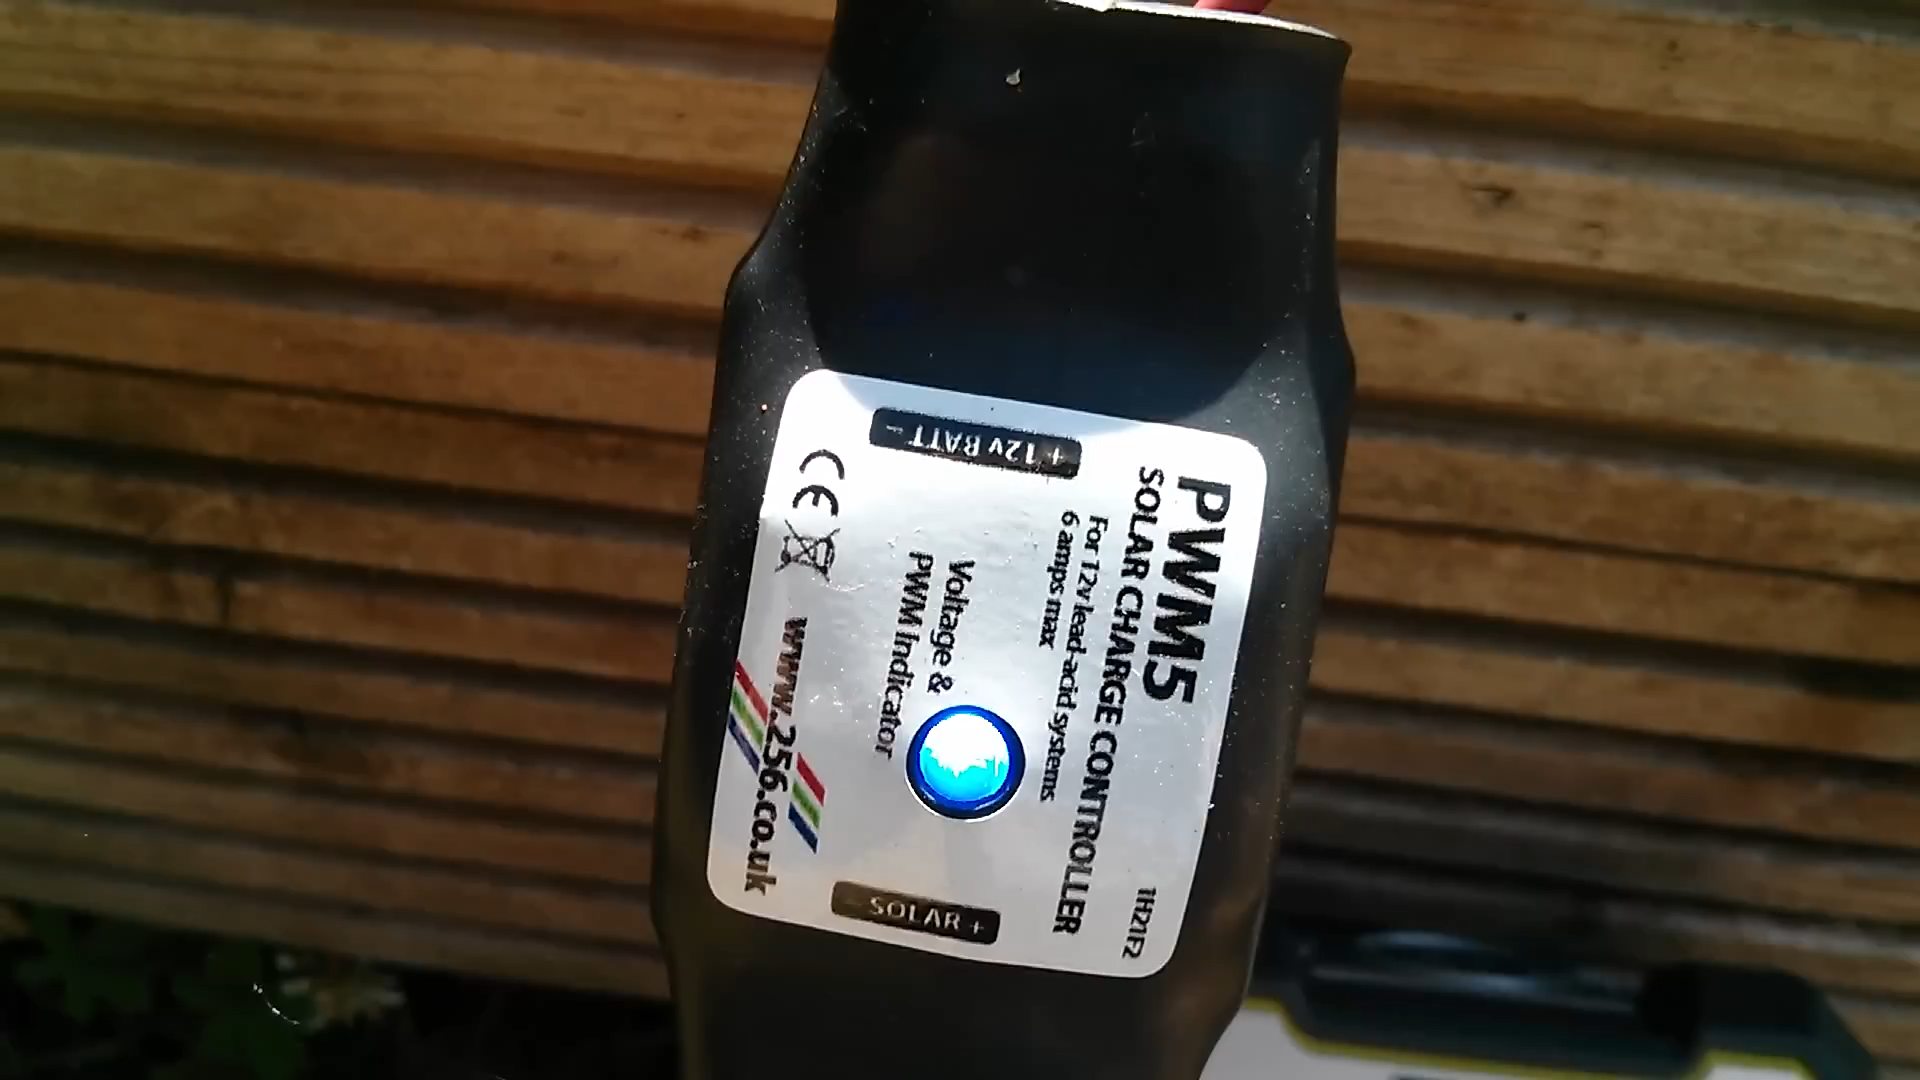 PWM5
SOLAR CHARGE CONTROLLER
For 12v lead-acid systems
6 amps max
TH21F2
+ 12v BATT -
Voltage &
PWM Indicator
- SOLAR +
CE
www.256.co.uk